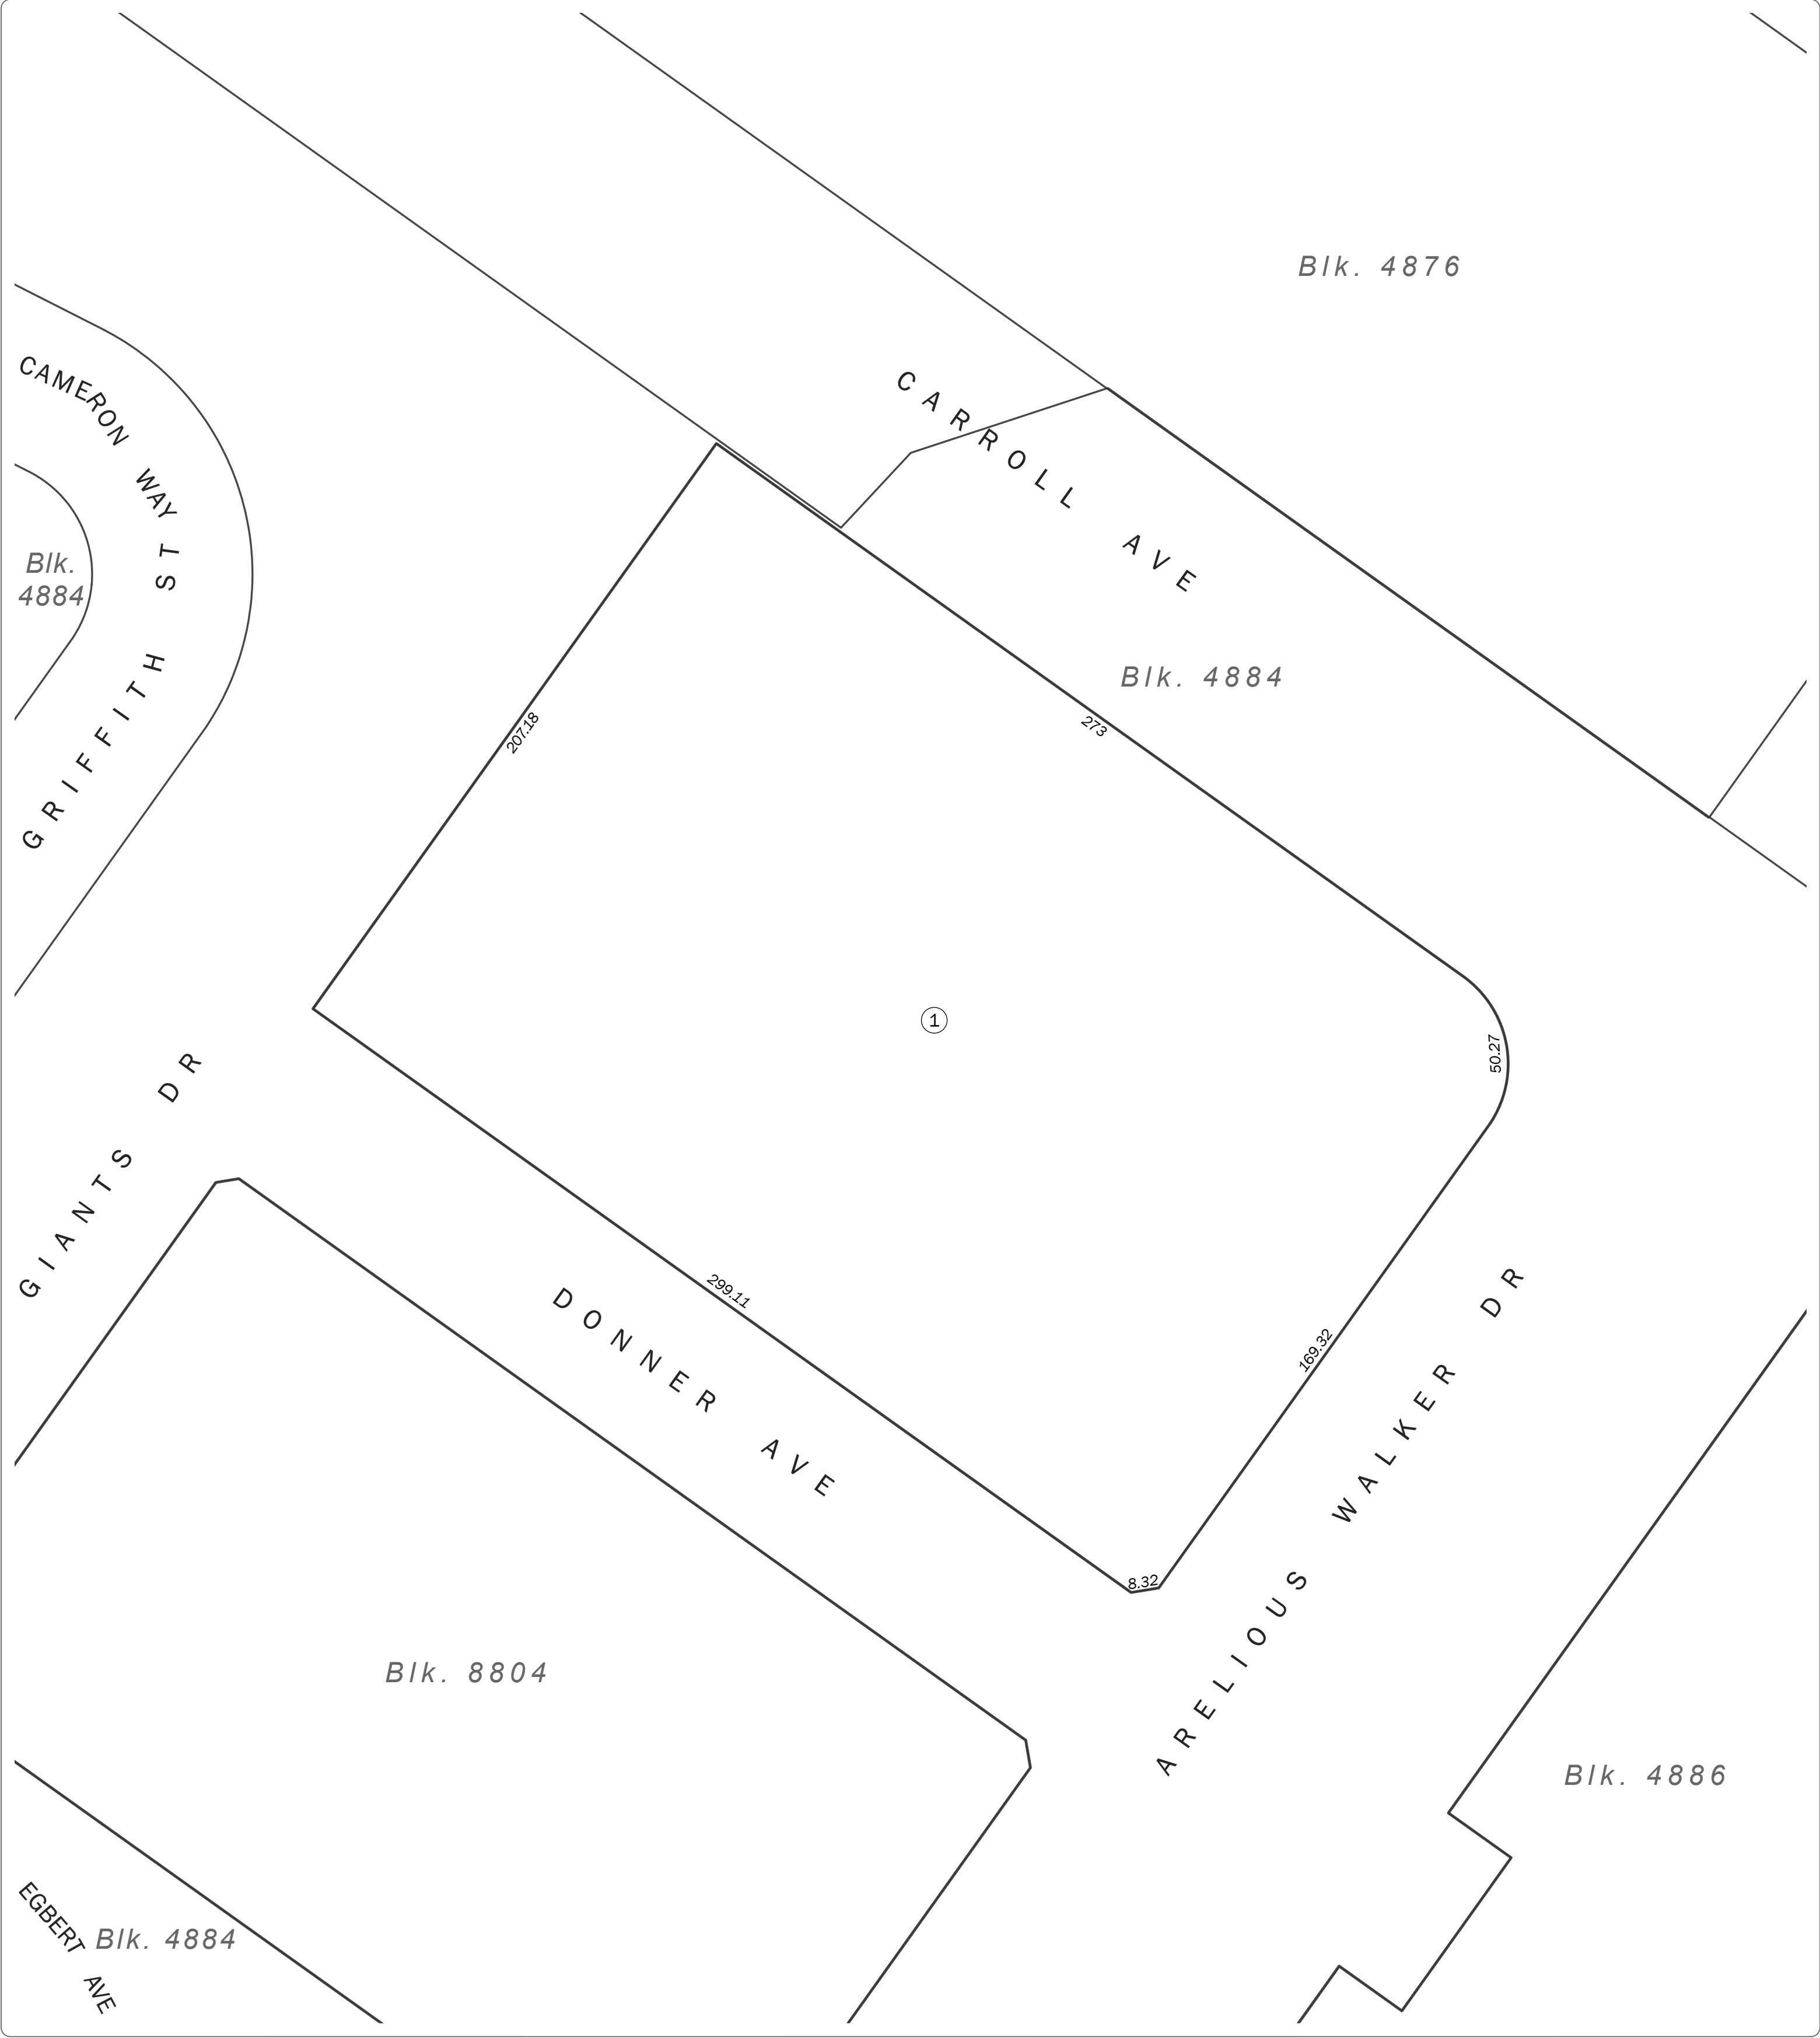 Blk. 4876
CARROLL AVE
CAMERON WAY
Blk.
4884
GRIFFITH ST
Blk. 4884
207.18
273
1
50.27
GIANTS DR
299.11
DONNER AVE
169.32
ARELIOUS WALKER DR
8.32
Blk. 8804
Blk. 4886
EGBERT AVE
Blk. 4884